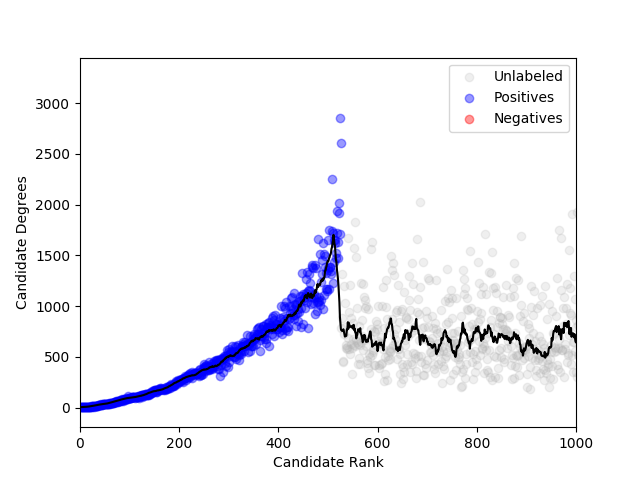 Unlabeled
Positives
Negatives
3000
2500
2000
1500
1000
500
0
Candidate Degrees
0 200 400 600 800 1000
Candidate Rank